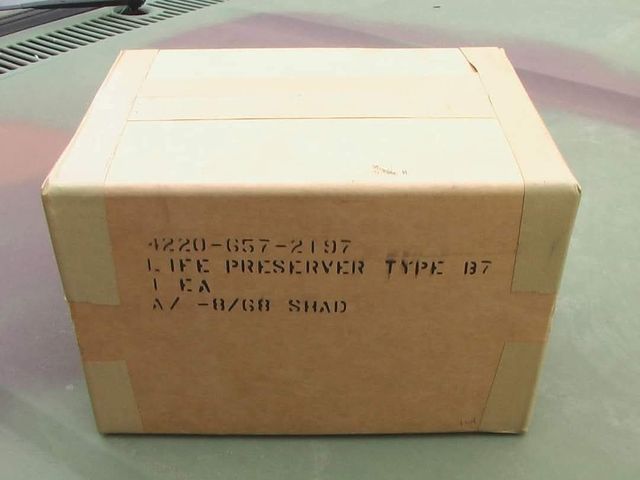 4220-657-2197
LIFE PRESERVER TYPE B7
1 EA
A/ -8/68 SHAD